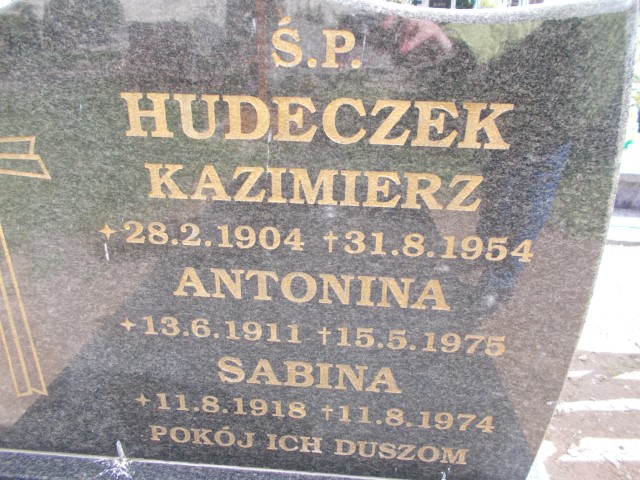 Ś.P.
HUDECZEK
KAZIMIERZ
✦28.2.1904 †31.8.1954
ANTONINA
✦13.6.1911 †15.5.1975
SABINA
✦11.8.1918 †11.8.1974
POKÓJ ICH DUSZOM